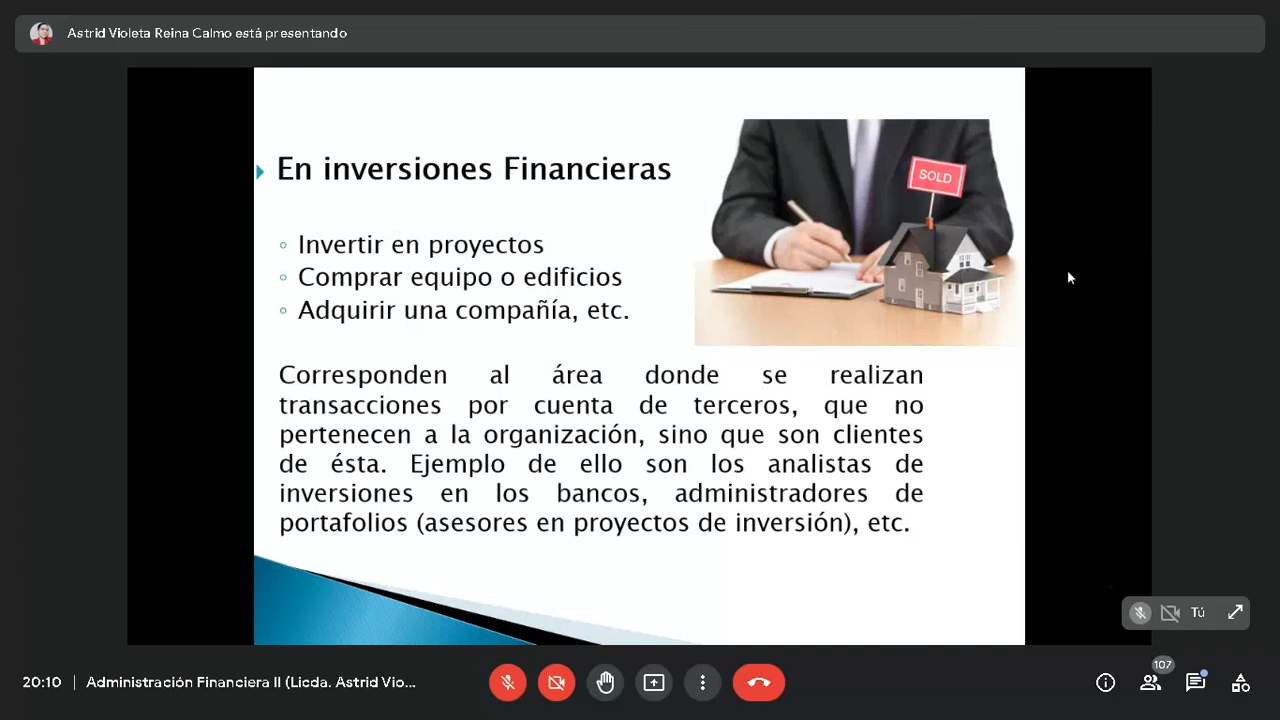 Astrid Violeta Reina Calmo está presentando
En inversiones Financieras
SOLD
Invertir en proyectos
Comprar equipo o edificios
Adquirir una compañía, etc.
Corresponden al área donde se realizan
transacciones por cuenta de terceros, que no
pertenecen a la organización, sino que son clientes
de ésta. Ejemplo de ello son los analistas de
inversiones en los bancos, administradores de
portafolios (asesores en proyectos de inversión), etc.
Tú
20:10 | Administración Financiera II (Licda. Astrid Vio...
107